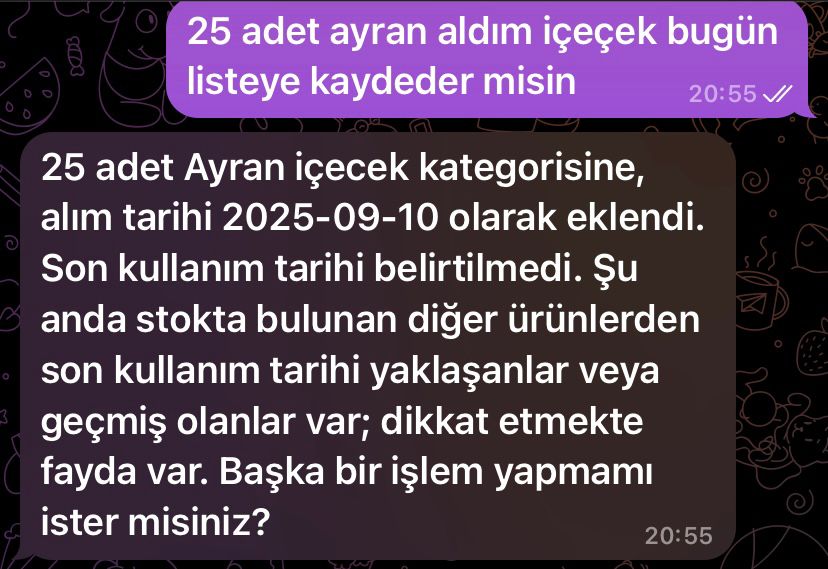 25 adet ayran aldım içeçek bugün
listeye kaydeder misin
20:55
25 adet Ayran içecek kategorisine,
alım tarihi 2025-09-10 olarak eklendi.
Son kullanım tarihi belirtilmedi. Şu
anda stokta bulunan diğer ürünlerden
son kullanım tarihi yaklaşanlar veya
geçmiş olanlar var; dikkat etmekte
fayda var. Başka bir işlem yapmamı
ister misiniz?
20:55